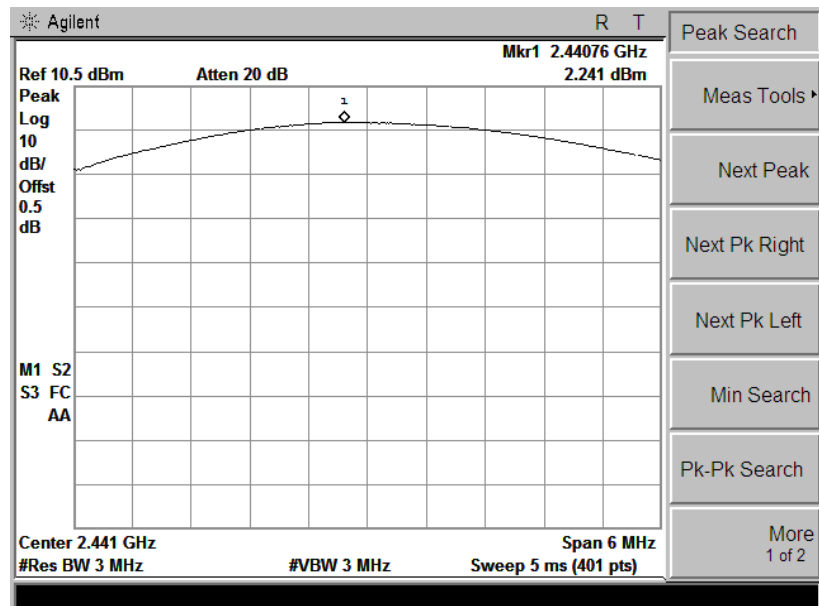 Agilent R T
Mkr1 2.44076 GHz
Ref 10.5 dBm Atten 20 dB 2.241 dBm
Peak
Log
10
dB/
Offst
0.5
dB
1
M1 S2
S3 FC
AA
Center 2.441 GHz Span 6 MHz
#Res BW 3 MHz #VBW 3 MHz Sweep 5 ms (401 pts)
Peak Search
Meas Tools
Next Peak
Next Pk Right
Next Pk Left
Min Search
Pk-Pk Search
More
1 of 2